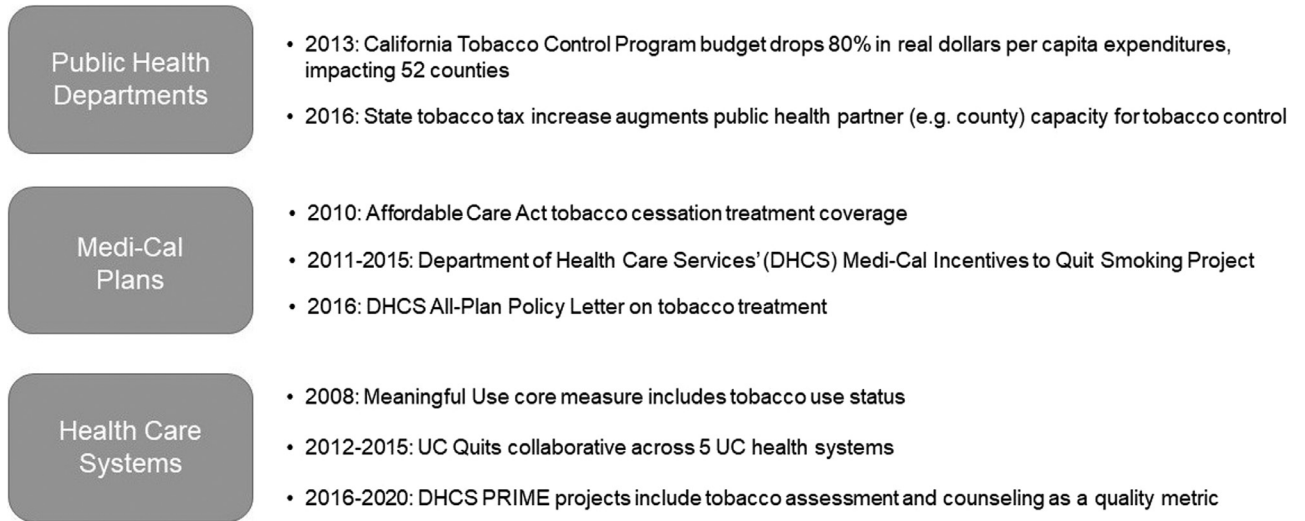 Public Health
Departments
• 2013: California Tobacco Control Program budget drops 80% in real dollars per capita expenditures,
impacting 52 counties
• 2016: State tobacco tax increase augments public health partner (e.g. county) capacity for tobacco control
Medi-Cal
Plans
• 2010: Affordable Care Act tobacco cessation treatment coverage
• 2011-2015: Department of Health Care Services’ (DHCS) Medi-Cal Incentives to Quit Smoking Project
• 2016: DHCS All-Plan Policy Letter on tobacco treatment
Health Care
Systems
• 2008: Meaningful Use core measure includes tobacco use status
• 2012-2015: UC Quits collaborative across 5 UC health systems
• 2016-2020: DHCS PRIME projects include tobacco assessment and counseling as a quality metric